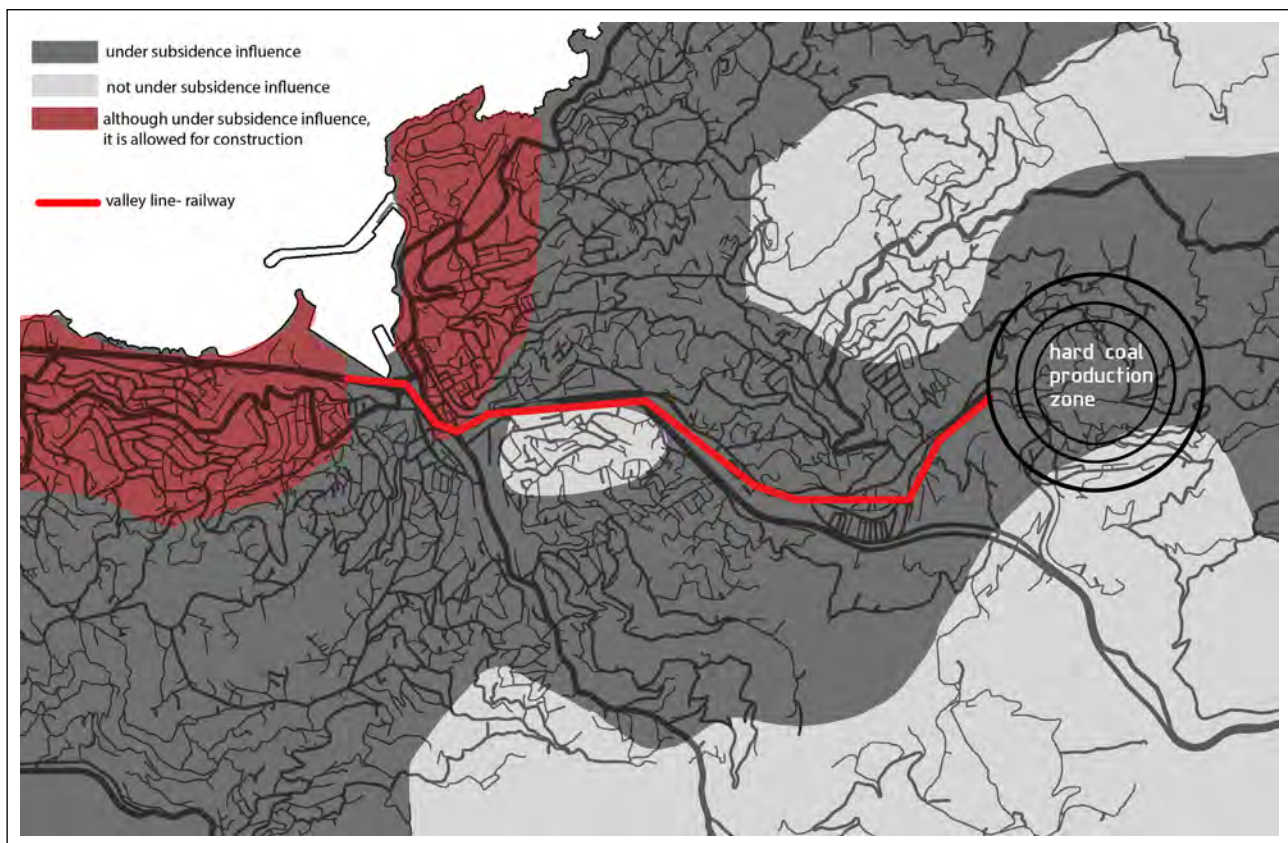 under subsidence influence
not under subsidence influence
although under subsidence influence,
it is allowed for construction
valley line- railway
hard coal
production
zone